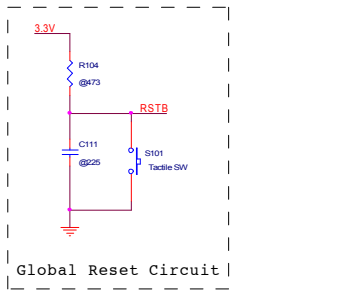 3.3V
R104
@473
RSTB
C111
@225
S101
Tactile SW
Global Reset Circuit